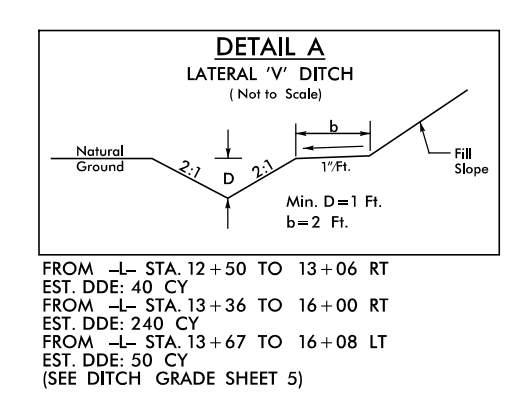 DETAIL A
LATERAL 'V' DITCH
( Not to Scale)
b
Natural
Ground
2:1
D
2:1
1"/Ft.
Fill
Slope
Min. D=1 Ft.
b=2 Ft.
FROM -L- STA. 12+50 TO 13+06 RT
EST. DDE: 40 CY
FROM -L- STA. 13+36 TO 16+00 RT
EST. DDE: 240 CY
FROM -L- STA. 13+67 TO 16+08 LT
EST. DDE: 50 CY
(SEE DITCH GRADE SHEET 5)